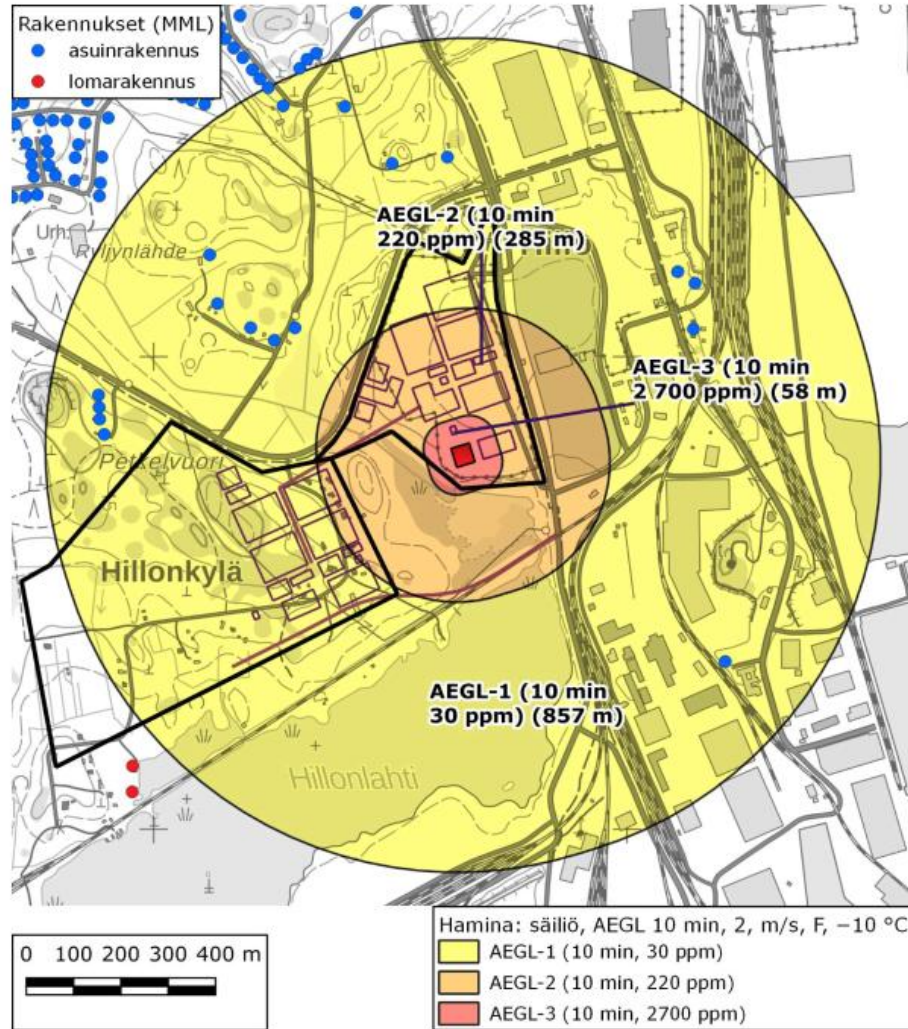 Rakennukset (MML)
asuinrakennus
lomarakennus
Urh.
Ryljynlähde
AEGL-2 (10 min
220 ppm) (285 m)
AEGL-3 (10 min
2 700 ppm) (58 m)
Petkelvuori
Hillonkylä
AEGL-1 (10 min
30 ppm) (857 m)
Hillonlahti
0 100 200 300 400 m
Hamina: säiliö, AEGL 10 min, 2, m/s, F, −10 °C
AEGL-1 (10 min, 30 ppm)
AEGL-2 (10 min, 220 ppm)
AEGL-3 (10 min, 2700 ppm)